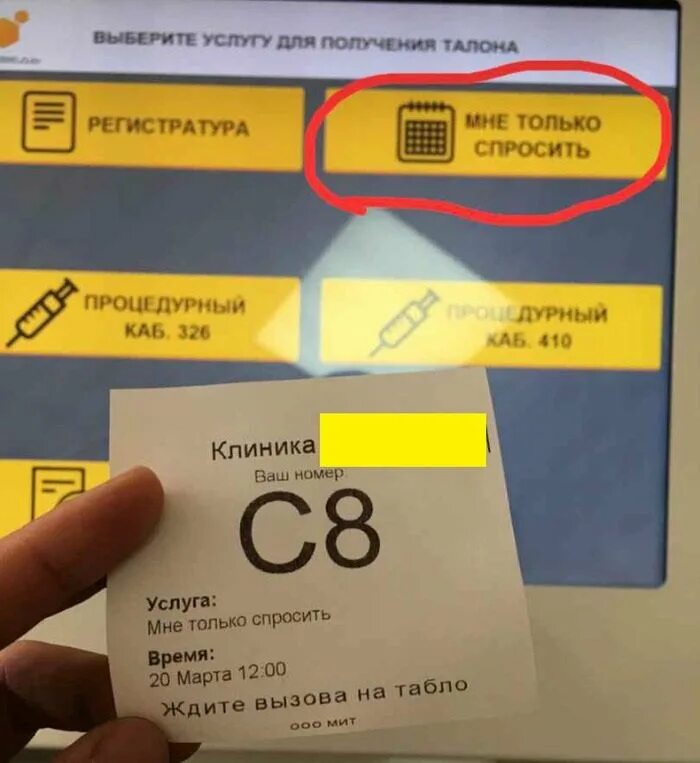 ВЫБЕРИТЕ УСЛУГУ ДЛЯ ПОЛУЧЕНИЯ ТАЛОНА
РЕГИСТРАТУРА
МНЕ ТОЛЬКО
СПРОСИТЬ
ПРОЦЕДУРНЫЙ
КАБ. 326
ПРОЦЕДУРНЫЙ
КАБ. 410
Клиника
Ваш номер:
С8
Услуга:
Мне только спросить
Время:
20 Марта 12:00
Ждите вызова на табло
ООО МИТ